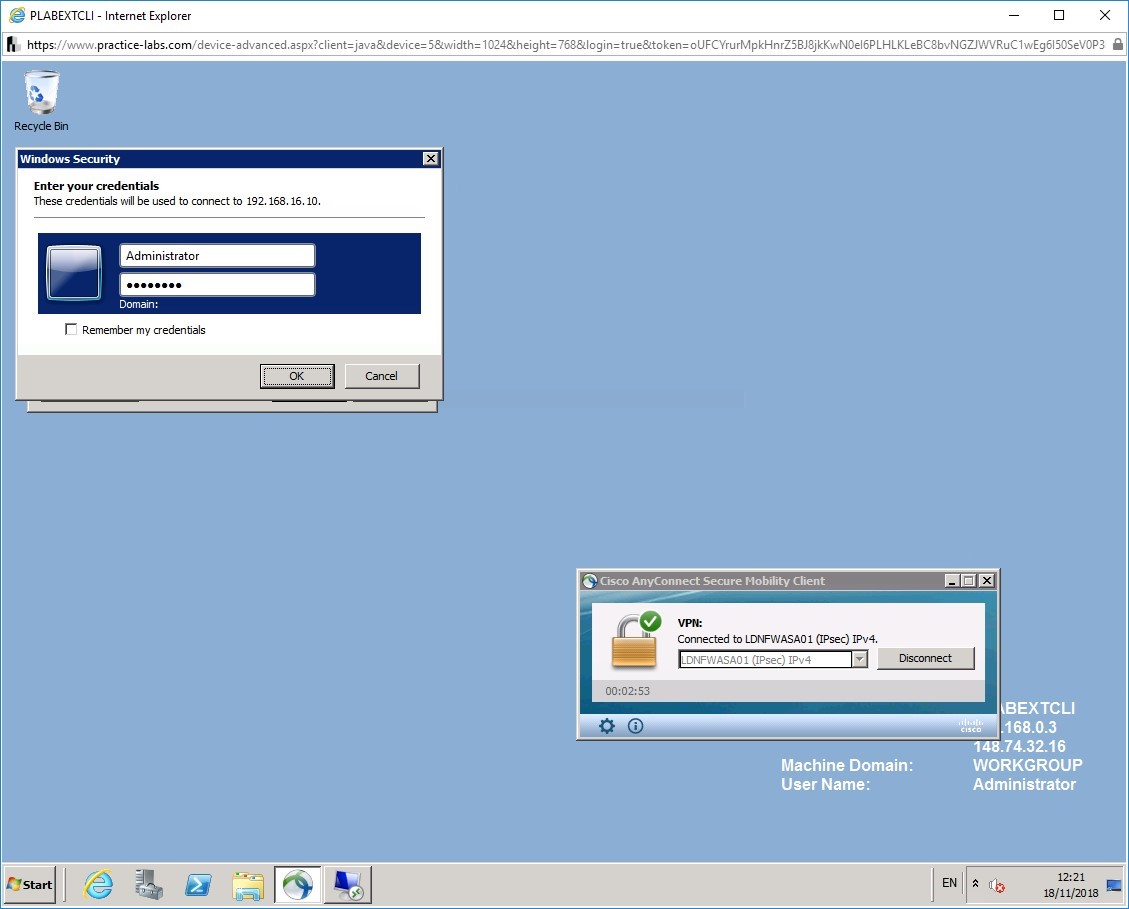 PLABEXTCLI - Internet Explorer
https://www.practice-labs.com/device-advanced.aspx?client=java&device=5&width=1024&height=768&login=true&token=oUFCYrurMpkHnrZ5BJ8jkKwN0eI6PLHLKLeBC8bvNGZJWVRuC1wEg6I50SeV0P3
Recycle Bin
Windows Security
Enter your credentials
These credentials will be used to connect to 192.168.16.10.
Administrator
●●●●●●●●
Domain:
Remember my credentials
OK
Cancel
Cisco AnyConnect Secure Mobility Client
VPN:
Connected to LDNFWASA01 (IPsec) IPv4.
LDNFWASA01 (IPsec) IPv4
Disconnect
00:02:53
cisco
ABEXTCLI
.168.0.3
148.74.32.16
Machine Domain: WORKGROUP
User Name: Administrator
Start
EN
12:21
18/11/2018